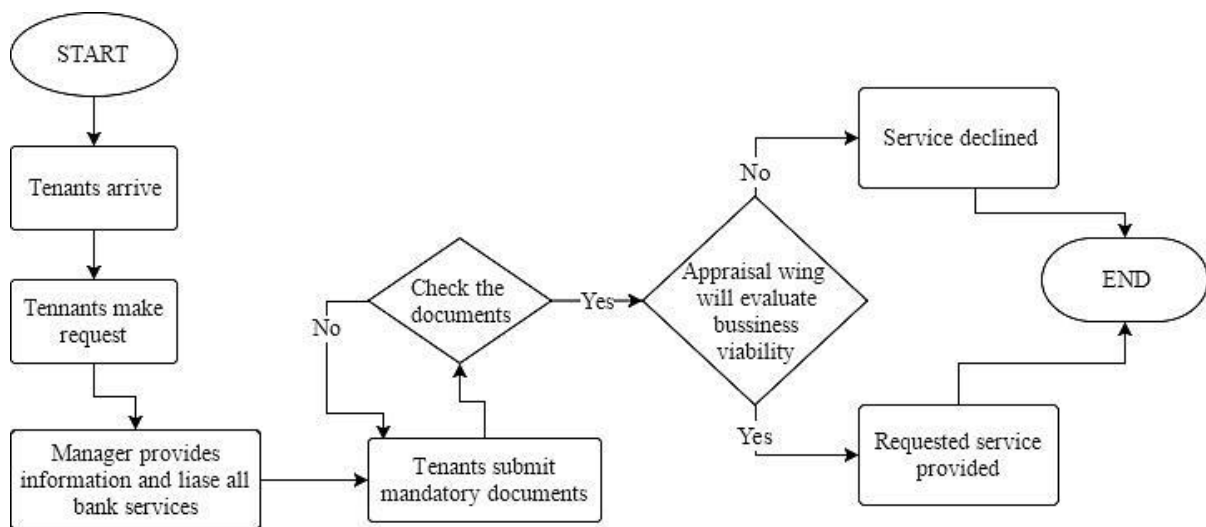 START
Tenants arrive
Tennants make
request
Manager provides
information and liase all
bank services
Tenants submit
mandatory documents
Check the
documents
No
Yes
Appraisal wing
will evaluate
bussiness
viability
No
Service declined
Yes
Requested service
provided
END